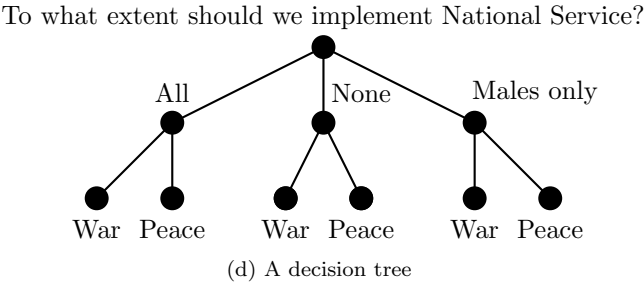 To what extent should we implement National Service?
All
None
Males only
War Peace War Peace War Peace
(d) A decision tree